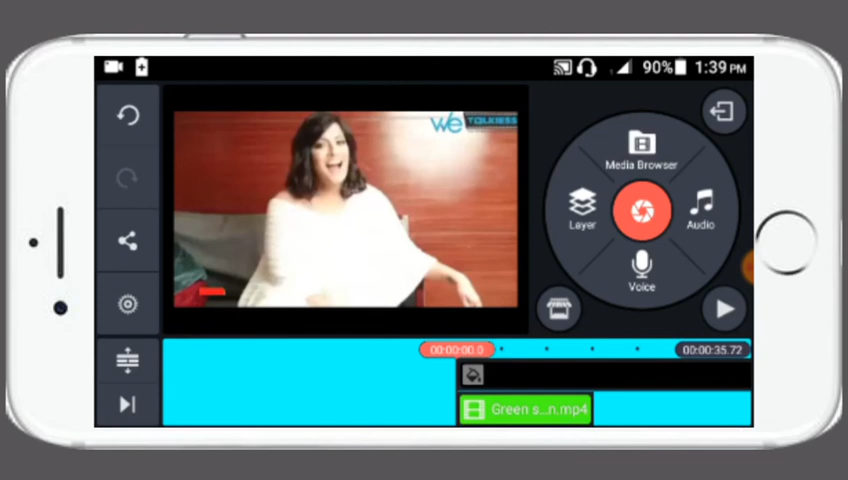 90% 1:39 PM
we TALKIESS
Media Browser
Layer
Audio
Voice
00:00:00.0
00:00:35.72
Green s...n.mp4